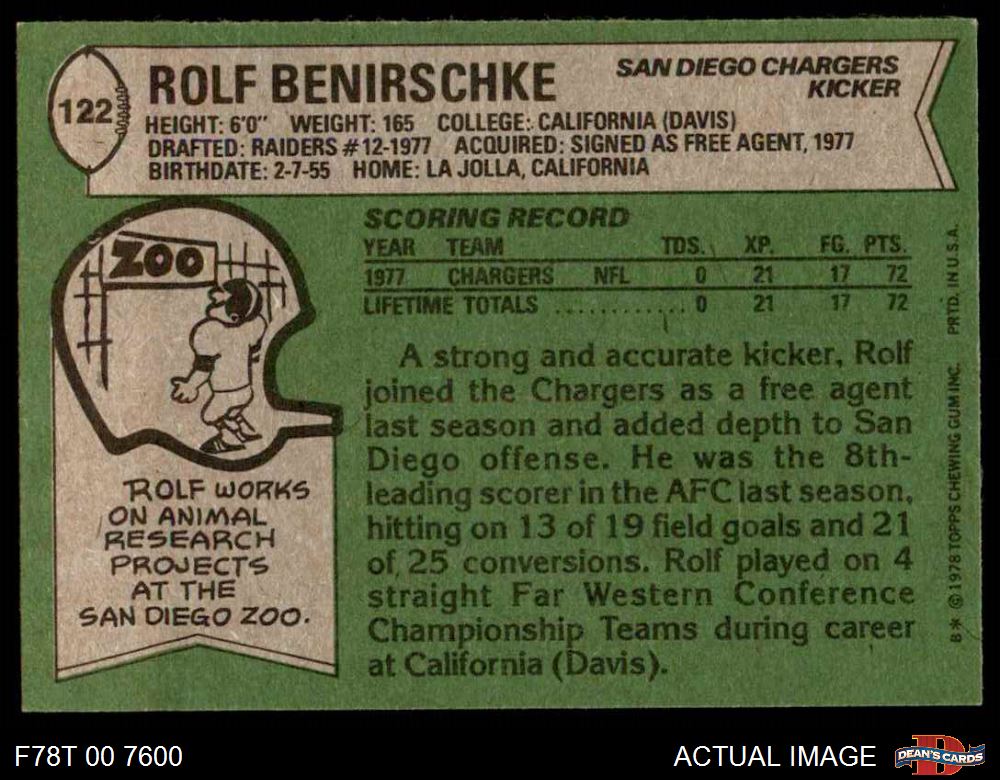 122
ROLF BENIRSCHKE
SAN DIEGO CHARGERS
KICKER
HEIGHT: 6'0" WEIGHT: 165 COLLEGE: CALIFORNIA (DAVIS)
DRAFTED: RAIDERS #12-1977 ACQUIRED: SIGNED AS FREE AGENT, 1977
BIRTHDATE: 2-7-55 HOME: LA JOLLA, CALIFORNIA
ZOO
ROLF WORKS
ON ANIMAL
RESEARCH
PROJECTS
AT THE
SAN DIEGO ZOO.
SCORING RECORD
YEAR TEAM TDS. XP. FG. PTS.
1977 CHARGERS NFL 0 21 17 72
LIFETIME TOTALS ............ 0 21 17 72
A strong and accurate kicker, Rolf
joined the Chargers as a free agent
last season and added depth to San
Diego offense. He was the 8th-
leading scorer in the AFC last season,
hitting on 13 of 19 field goals and 21
of 25 conversions. Rolf played on 4
straight Far Western Conference
Championship Teams during career
at California (Davis).
B* © 1978 TOPPS CHEWING GUM INC. PRTD. IN U.S.A.
F78T 00 7600
ACTUAL IMAGE
D
DEAN'S CARDS